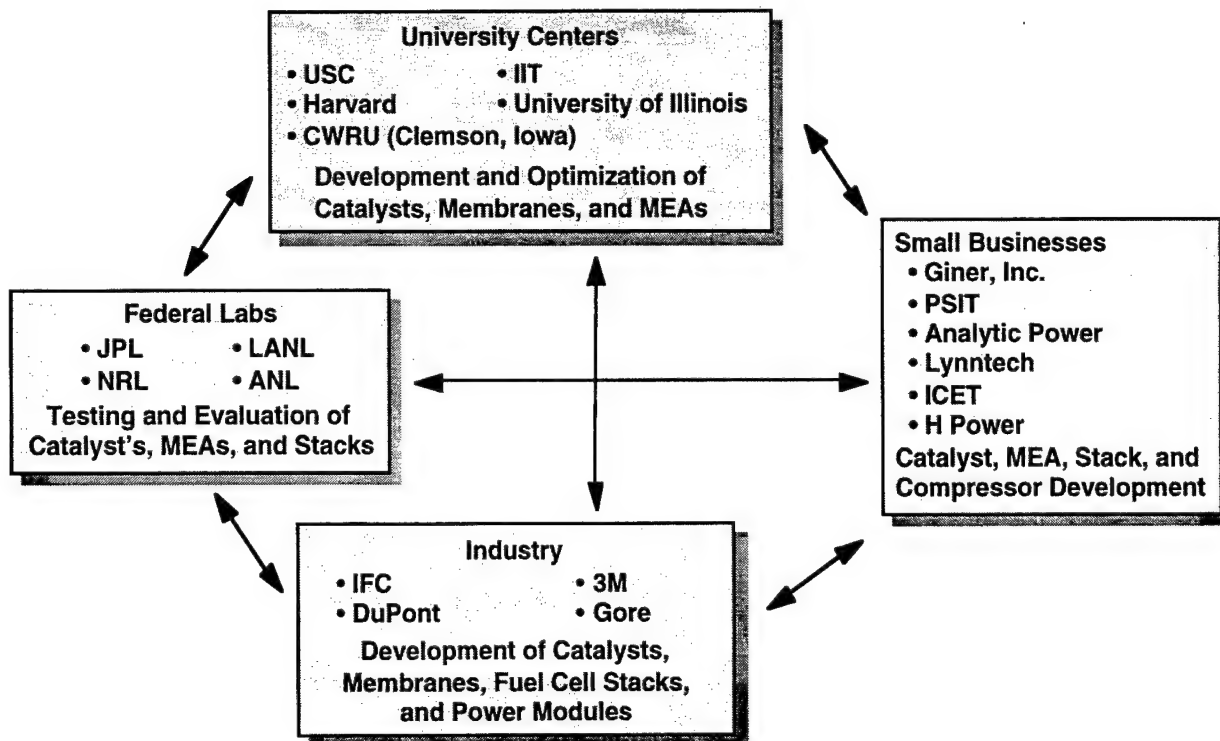 University Centers
• USC • IIT
• Harvard • University of Illinois
• CWRU (Clemson, Iowa)
Development and Optimization of
Catalysts, Membranes, and MEAs
Federal Labs
• JPL • LANL
• NRL • ANL
Testing and Evaluation of
Catalyst's, MEAs, and Stacks
Small Businesses
• Giner, Inc.
• PSIT
• Analytic Power
• Lynntech
• ICET
• H Power
Catalyst, MEA, Stack, and
Compressor Development
Industry
• IFC • 3M
• DuPont • Gore
Development of Catalysts,
Membranes, Fuel Cell Stacks,
and Power Modules